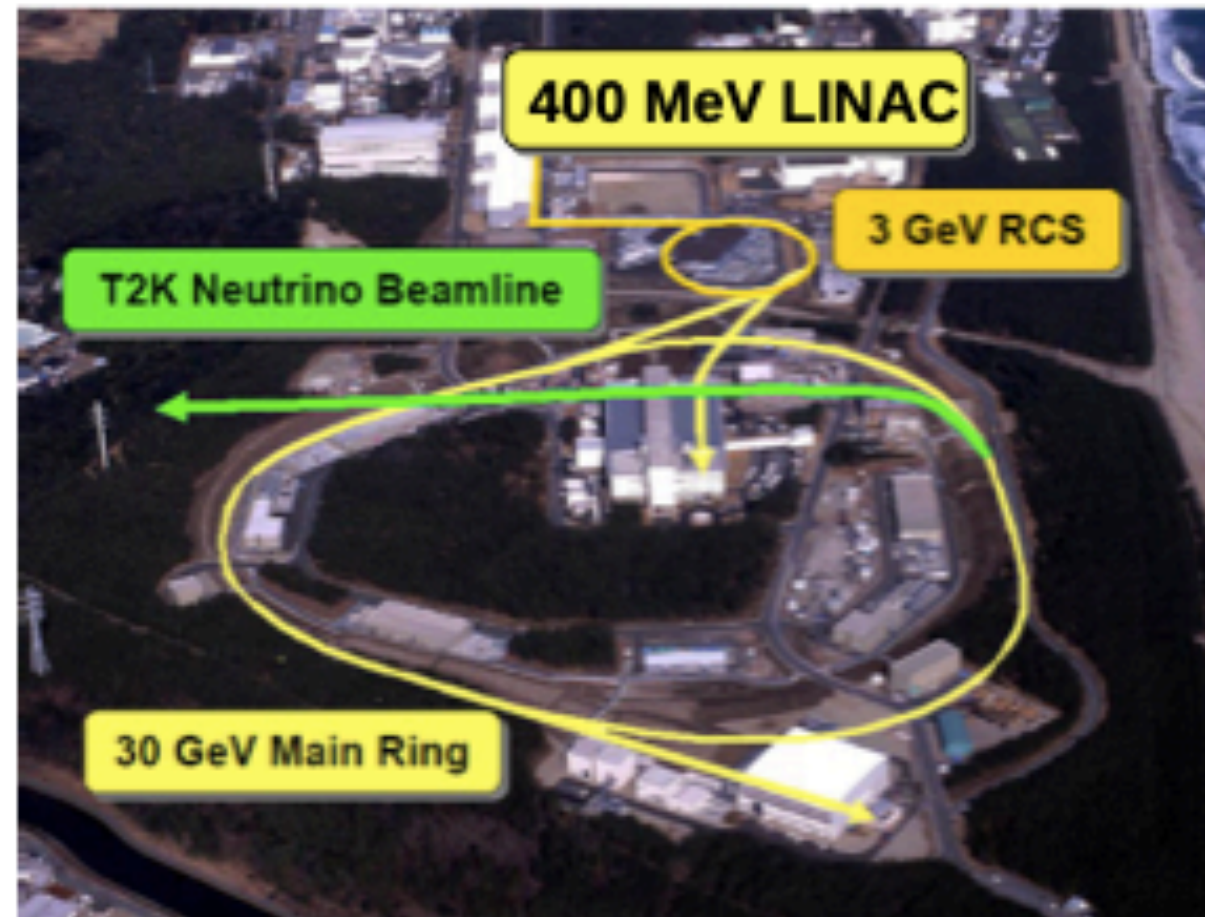 400 MeV LINAC
3 GeV RCS
T2K Neutrino Beamline
30 GeV Main Ring